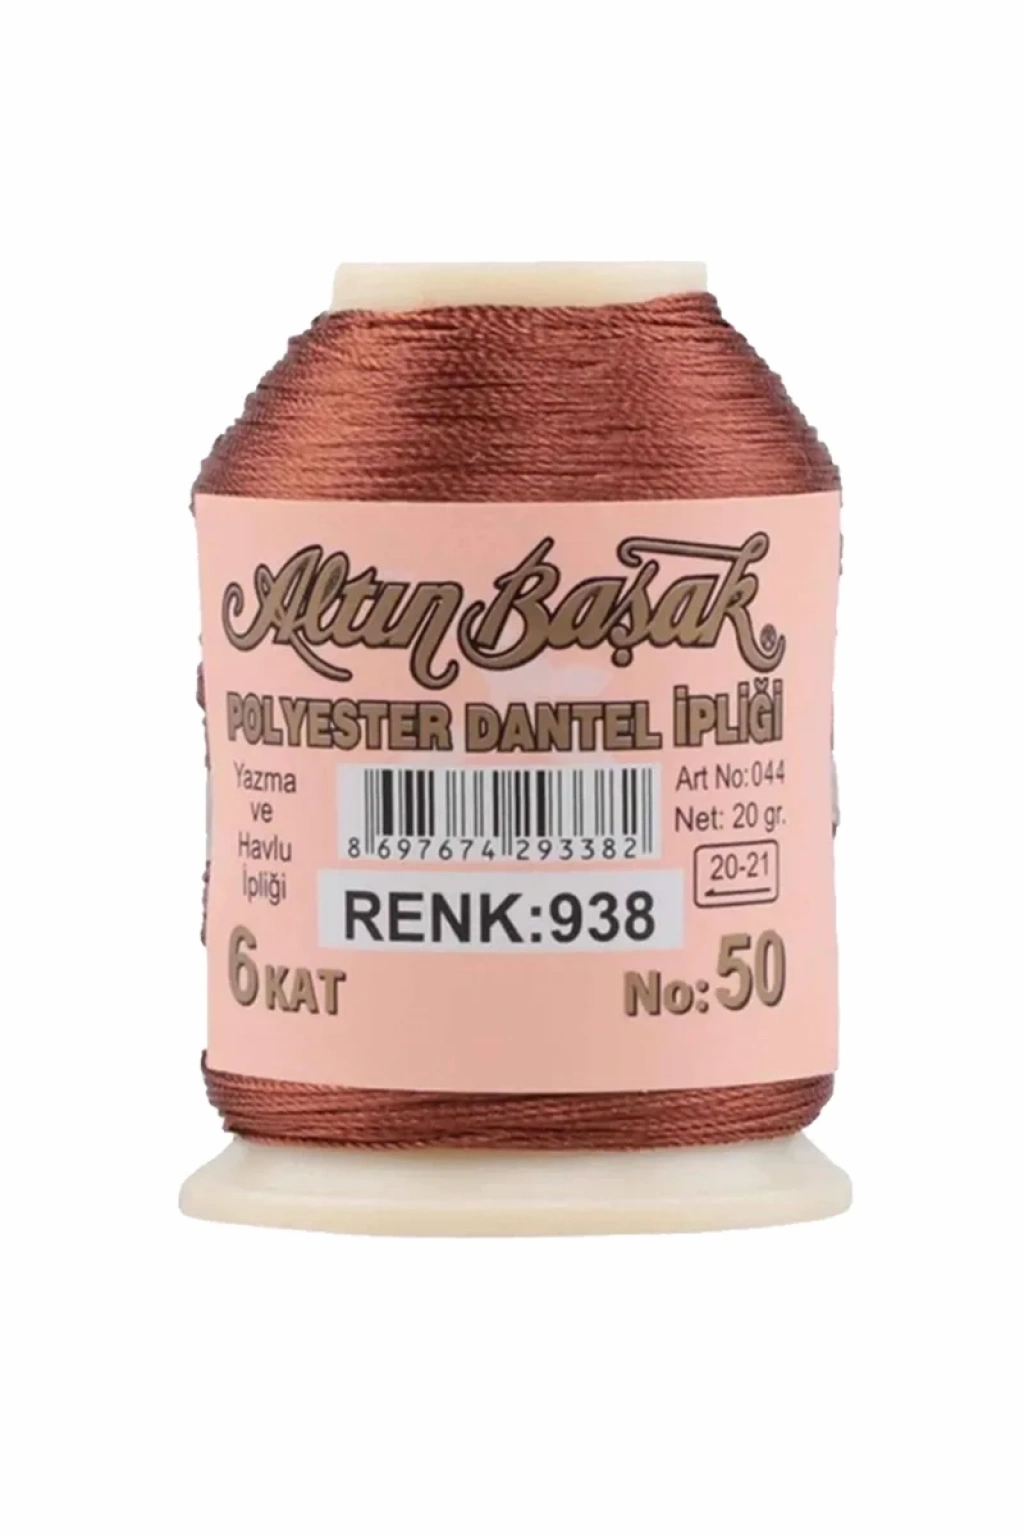 Altın Başak®
POLYESTER DANTEL İPLİĞİ
Yazma
ve
Havlu
İpliği
8 697674 293382
Art No: 044
Net: 20 gr.
20-21
RENK:938
6 KAT
No: 50